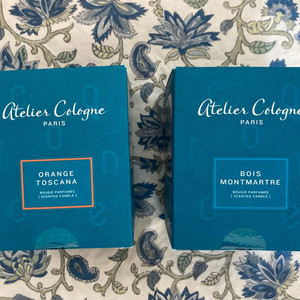 Atelier Cologne
PARIS
ORANGE
TOSCANA
BOUGIE PARFUMÉE
[ SCENTED CANDLE ]
Atelier Cologne
PARIS
BOIS
MONTMARTRE
BOUGIE PARFUMÉE
[ SCENTED CANDLE ]